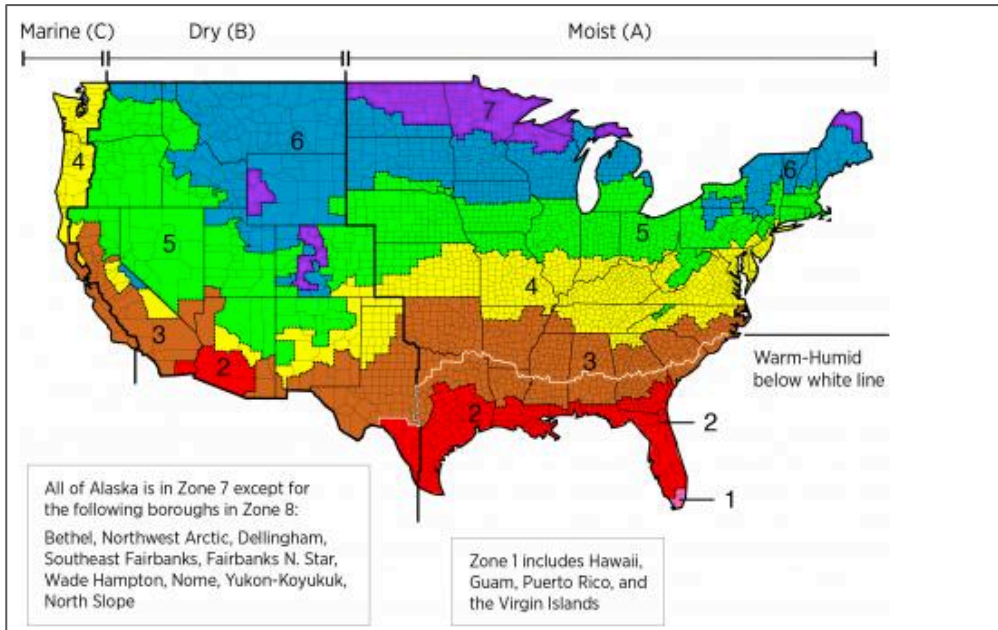 Marine (C)
Dry (B)
Moist (A)
7
6
6
4
5
5
4
3
3
2
2
Warm-Humid
below white line
2
1
All of Alaska is in Zone 7 except for
the following boroughs in Zone 8:
Bethel, Northwest Arctic, Dellingham,
Southeast Fairbanks, Fairbanks N. Star,
Wade Hampton, Nome, Yukon-Koyukuk,
North Slope
Zone 1 includes Hawaii,
Guam, Puerto Rico, and
the Virgin Islands